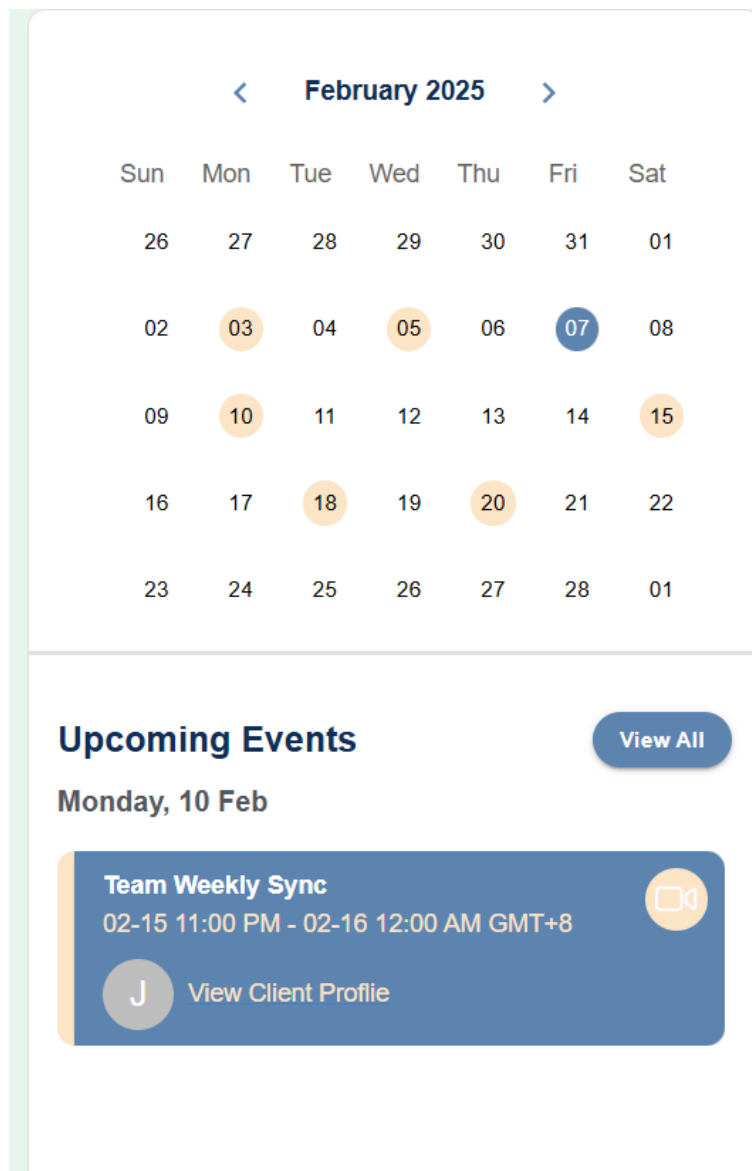 February 2025
Sun Mon Tue Wed Thu Fri Sat
26 27 28 29 30 31 01
02 03 04 05 06 07 08
09 10 11 12 13 14 15
16 17 18 19 20 21 22
23 24 25 26 27 28 01
Upcoming Events View All
Monday, 10 Feb
Team Weekly Sync
02-15 11:00 PM - 02-16 12:00 AM GMT+8
J View Client Proflie